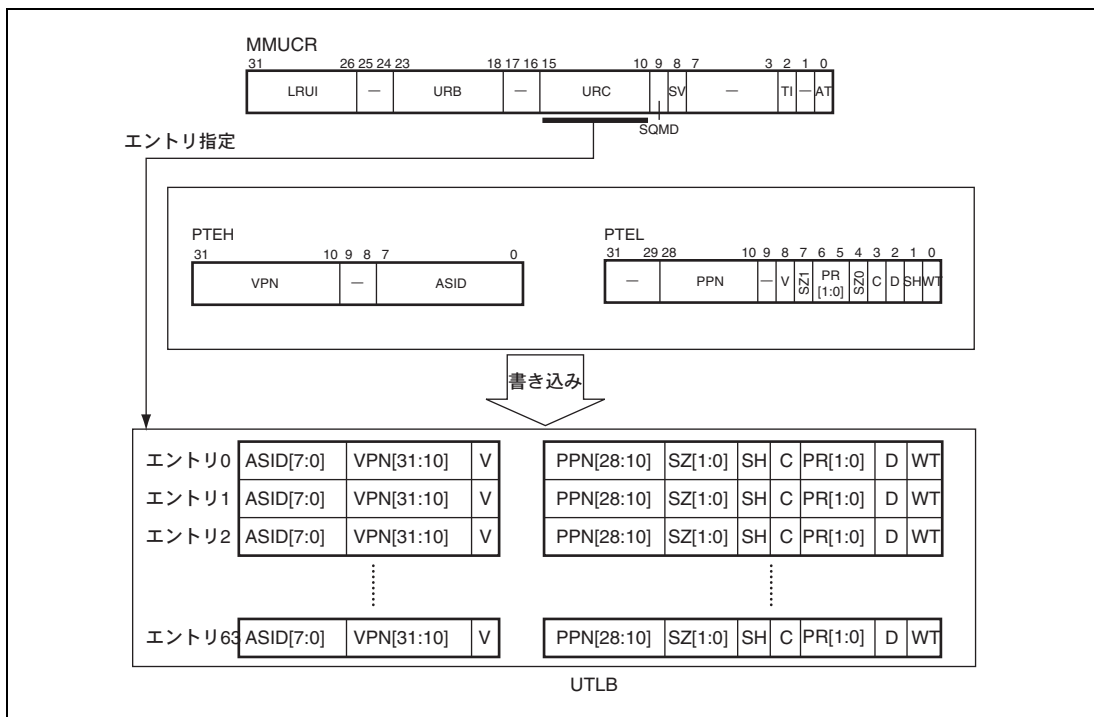 MMUCR
31 26 25 24 23 18 17 16 15 10 9 8 7 3 2 1 0
LRUI — URB — URC SV — TI — AT
SQMD
エントリ指定
PTEH
31 10 9 8 7 0
VPN — ASID
PTEL
31 29 28 10 9 8 7 6 5 4 3 2 1 0
— PPN — V SZ1 PR [1:0] SZ0 C D SH WT
書き込み
エントリ0 ASID[7:0] VPN[31:10] V PPN[28:10] SZ[1:0] SH C PR[1:0] D WT
エントリ1 ASID[7:0] VPN[31:10] V PPN[28:10] SZ[1:0] SH C PR[1:0] D WT
エントリ2 ASID[7:0] VPN[31:10] V PPN[28:10] SZ[1:0] SH C PR[1:0] D WT
エントリ63 ASID[7:0] VPN[31:10] V PPN[28:10] SZ[1:0] SH C PR[1:0] D WT
UTLB